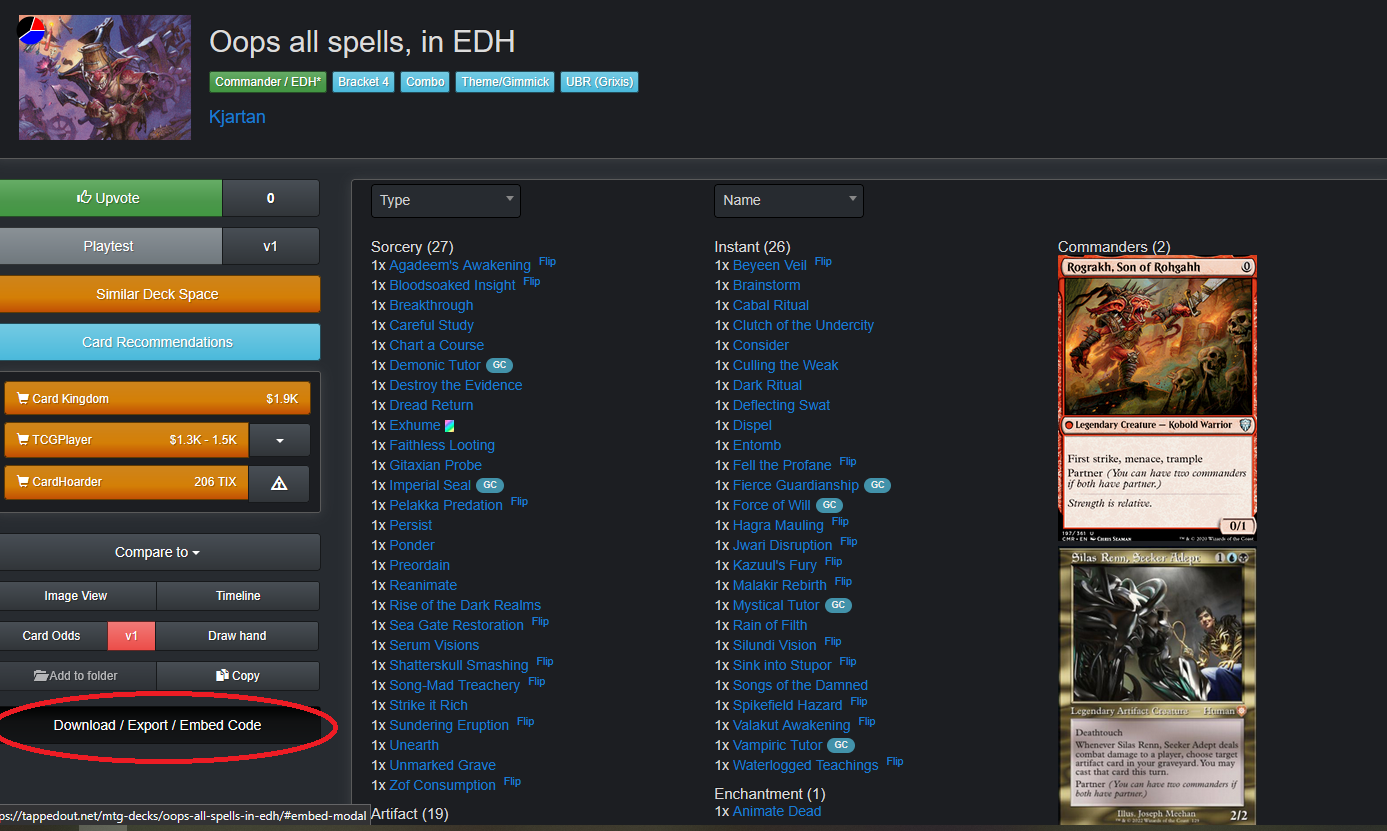 Oops all spells, in EDH
Commander / EDH* Bracket 4 Combo Theme/Gimmick UBR (Grixis)
Kjartan
Upvote 0
Playtest v1
Similar Deck Space
Card Recommendations
Card Kingdom $1.9K
TCGPlayer $1.3K - 1.5K
CardHoarder 206 TIX
Compare to
Image View Timeline
Card Odds v1 Draw hand
Add to folder Copy
Download / Export / Embed Code
ps://tappedout.net/mtg-decks/oops-all-spells-in-edh/#embed-modal
Type
Sorcery (27)
1x Agadeem's Awakening Flip
1x Bloodsoaked Insight Flip
1x Breakthrough
1x Careful Study
1x Chart a Course
1x Demonic Tutor GC
1x Destroy the Evidence
1x Dread Return
1x Exhume
1x Faithless Looting
1x Gitaxian Probe
1x Imperial Seal GC
1x Pelakka Predation Flip
1x Persist
1x Ponder
1x Preordain
1x Reanimate
1x Rise of the Dark Realms
1x Sea Gate Restoration Flip
1x Serum Visions
1x Shatterskull Smashing Flip
1x Song-Mad Treachery Flip
1x Strike it Rich
1x Sundering Eruption Flip
1x Unearth
1x Unmarked Grave
1x Zof Consumption Flip
Artifact (19)
Name
Instant (26)
1x Beyeen Veil Flip
1x Brainstorm
1x Cabal Ritual
1x Clutch of the Undercity
1x Consider
1x Culling the Weak
1x Dark Ritual
1x Deflecting Swat
1x Dispel
1x Entomb
1x Fell the Profane Flip
1x Fierce Guardianship GC
1x Force of Will GC
1x Hagra Mauling Flip
1x Jwari Disruption Flip
1x Kazuul's Fury Flip
1x Malakir Rebirth Flip
1x Mystical Tutor GC
1x Rain of Filth
1x Silundi Vision Flip
1x Sink into Stupor Flip
1x Songs of the Damned
1x Spikefield Hazard Flip
1x Valakut Awakening Flip
1x Vampiric Tutor GC
1x Waterlogged Teachings Flip
Enchantment (1)
1x Animate Dead
Commanders (2)
Rograkh, Son of Rohgahh 0
Legendary Creature — Kobold Warrior
First strike, menace, trample
Partner (You can have two commanders
if both have partner.)
Strength is relative.
0/1
197/361 U
CMR • EN Chris Seaman ™ & © 2020 Wizards of the Coast
Silas Renn, Seeker Adept 1
Legendary Artifact Creature — Human
Deathtouch
Whenever Silas Renn, Seeker Adept deals
combat damage to a player, choose target
artifact card in your graveyard. You may
cast that card this turn.
Partner (You can have two commanders if
both have partner.)
Illus. Joseph Meehan
2/2